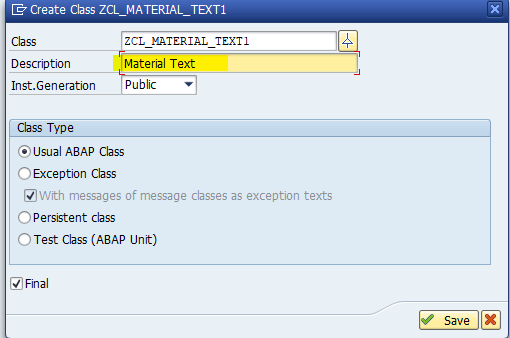 Create Class ZCL_MATERIAL_TEXT1
Class ZCL_MATERIAL_TEXT1
Description Material Text
Inst.Generation Public
Class Type
Usual ABAP Class
Exception Class
With messages of message classes as exception texts
Persistent class
Test Class (ABAP Unit)
Final
Save